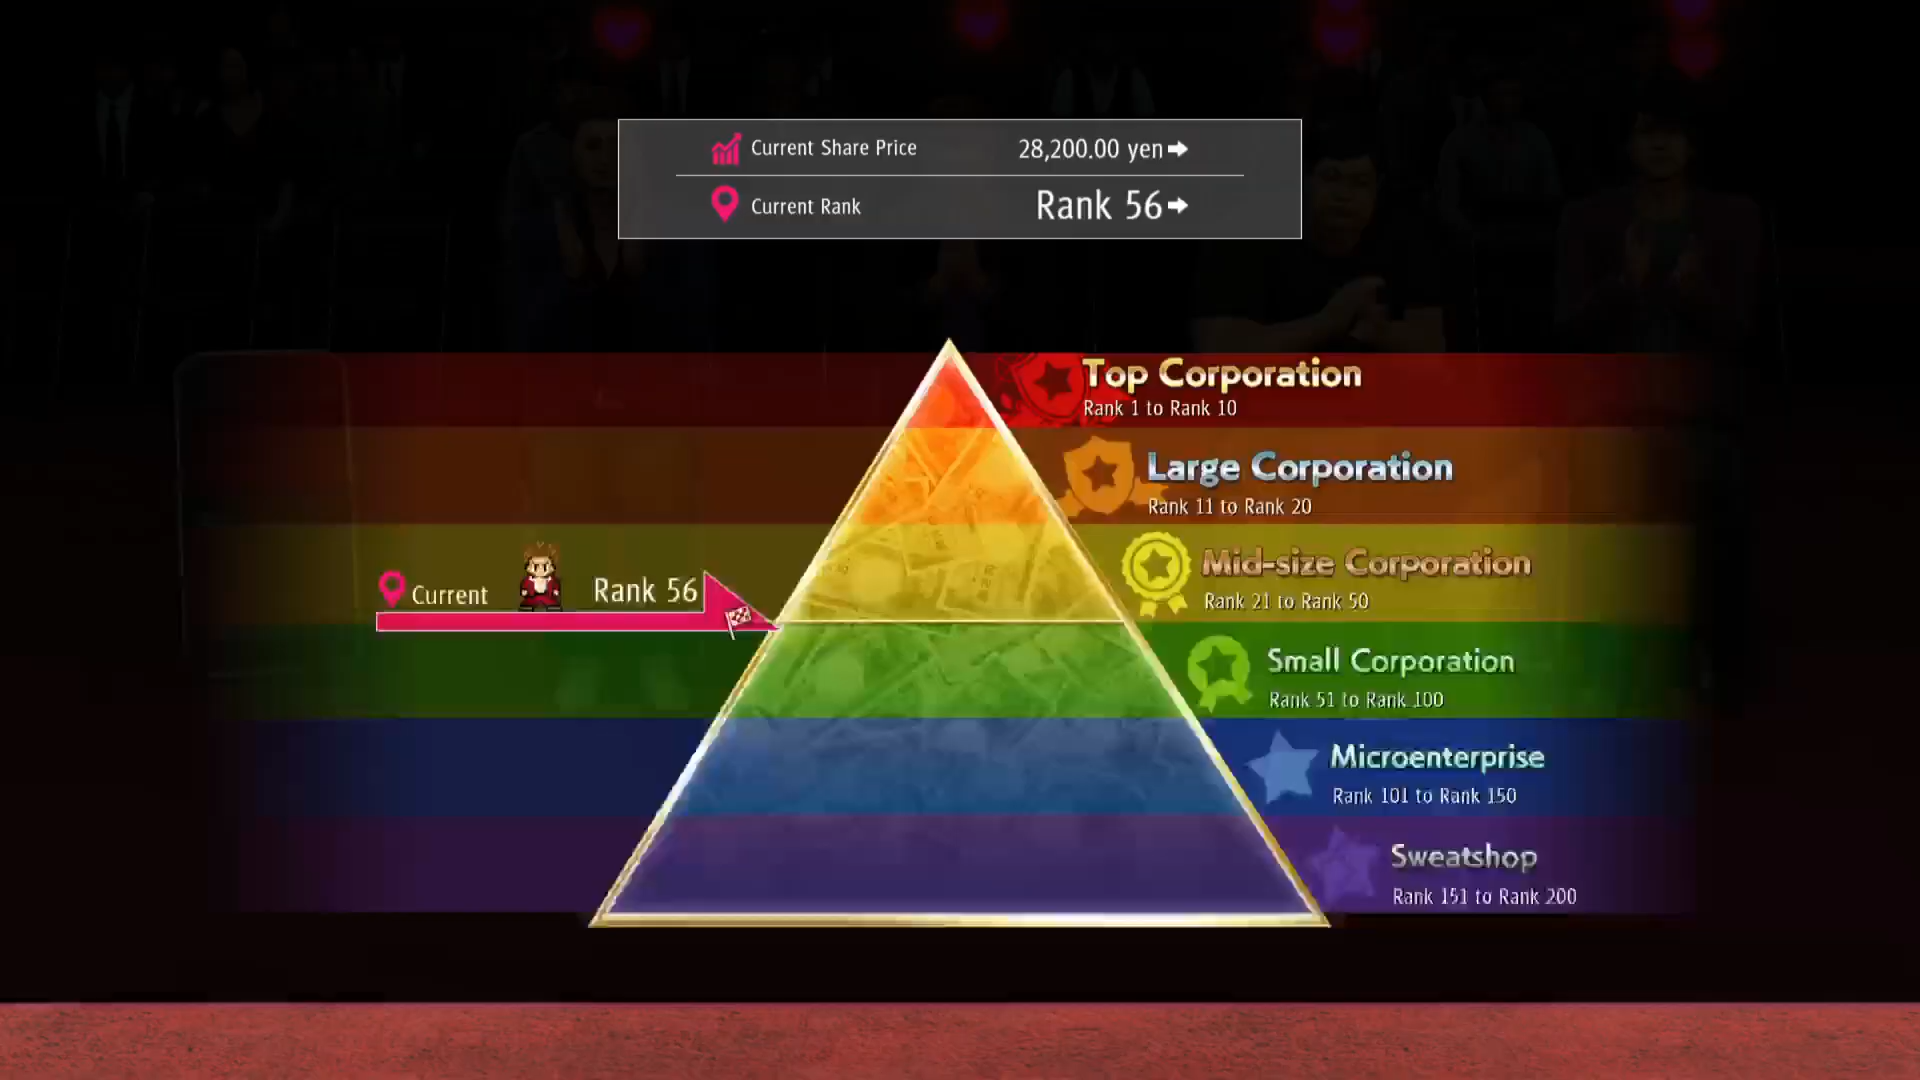 Current Share Price 28,200.00 yen
Current Rank Rank 56
Top Corporation
Rank 1 to Rank 10
Large Corporation
Rank 11 to Rank 20
Mid-size Corporation
Rank 21 to Rank 50
Current Rank 56
Small Corporation
Rank 51 to Rank 100
Microenterprise
Rank 101 to Rank 150
Sweatshop
Rank 151 to Rank 200